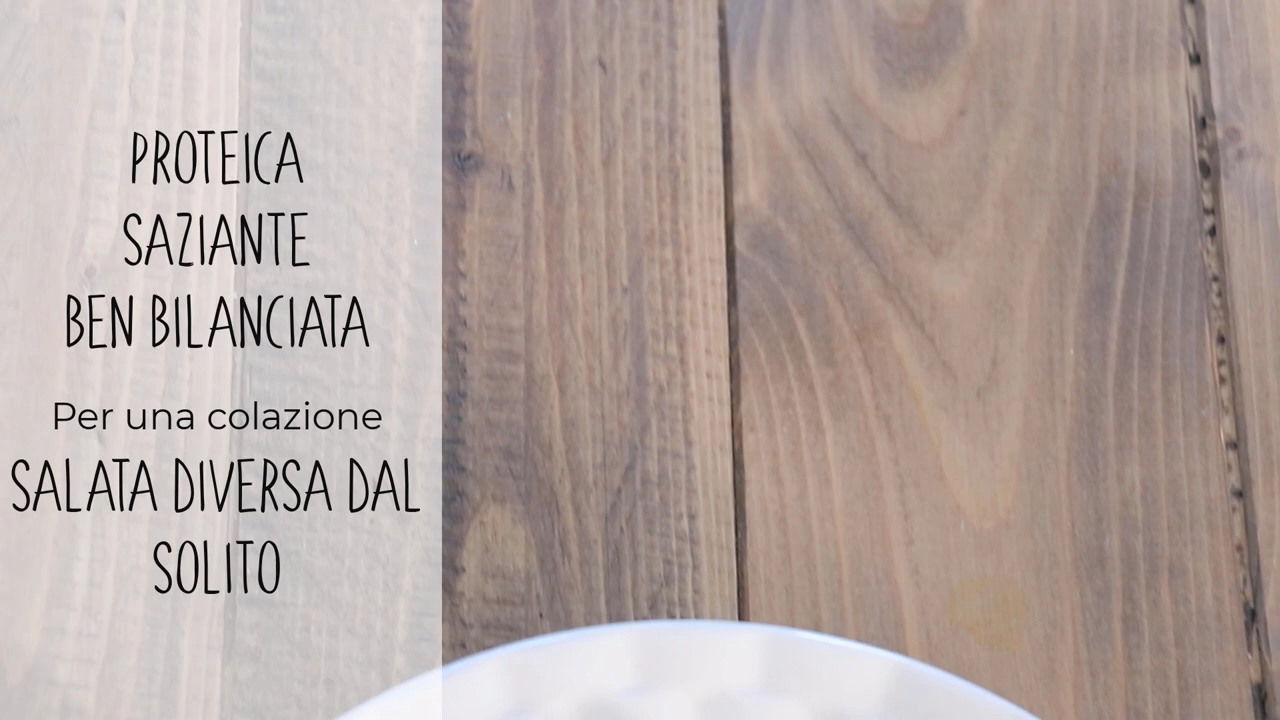 PROTEICA
SAZIANTE
BEN BILANCIATA
Per una colazione
SALATA DIVERSA DAL
SOLITO